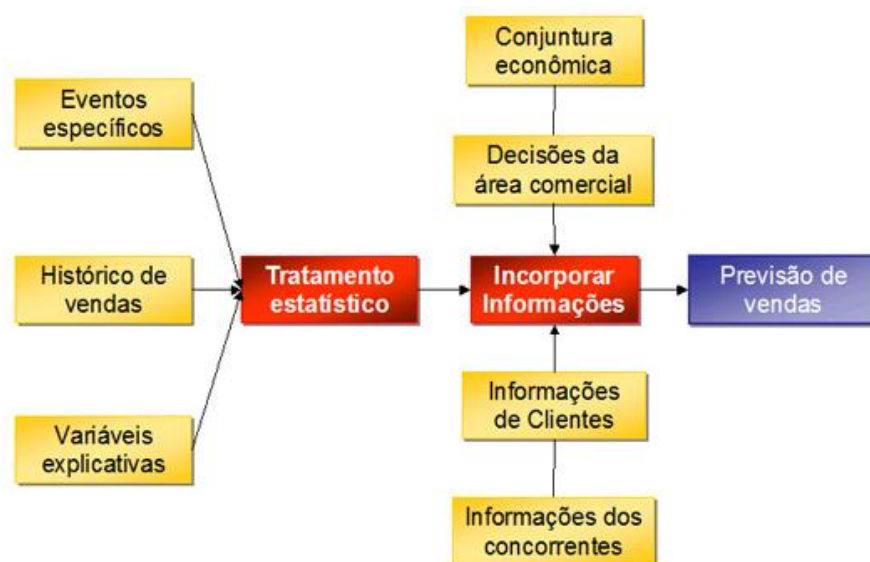 Conjuntura
econômica
Eventos
específicos
Decisões da
área comercial
Histórico de
vendas
Tratamento
estatístico
Incorporar
Informações
Previsão de
vendas
Informações
de Clientes
Variáveis
explicativas
Informações dos
concorrentes